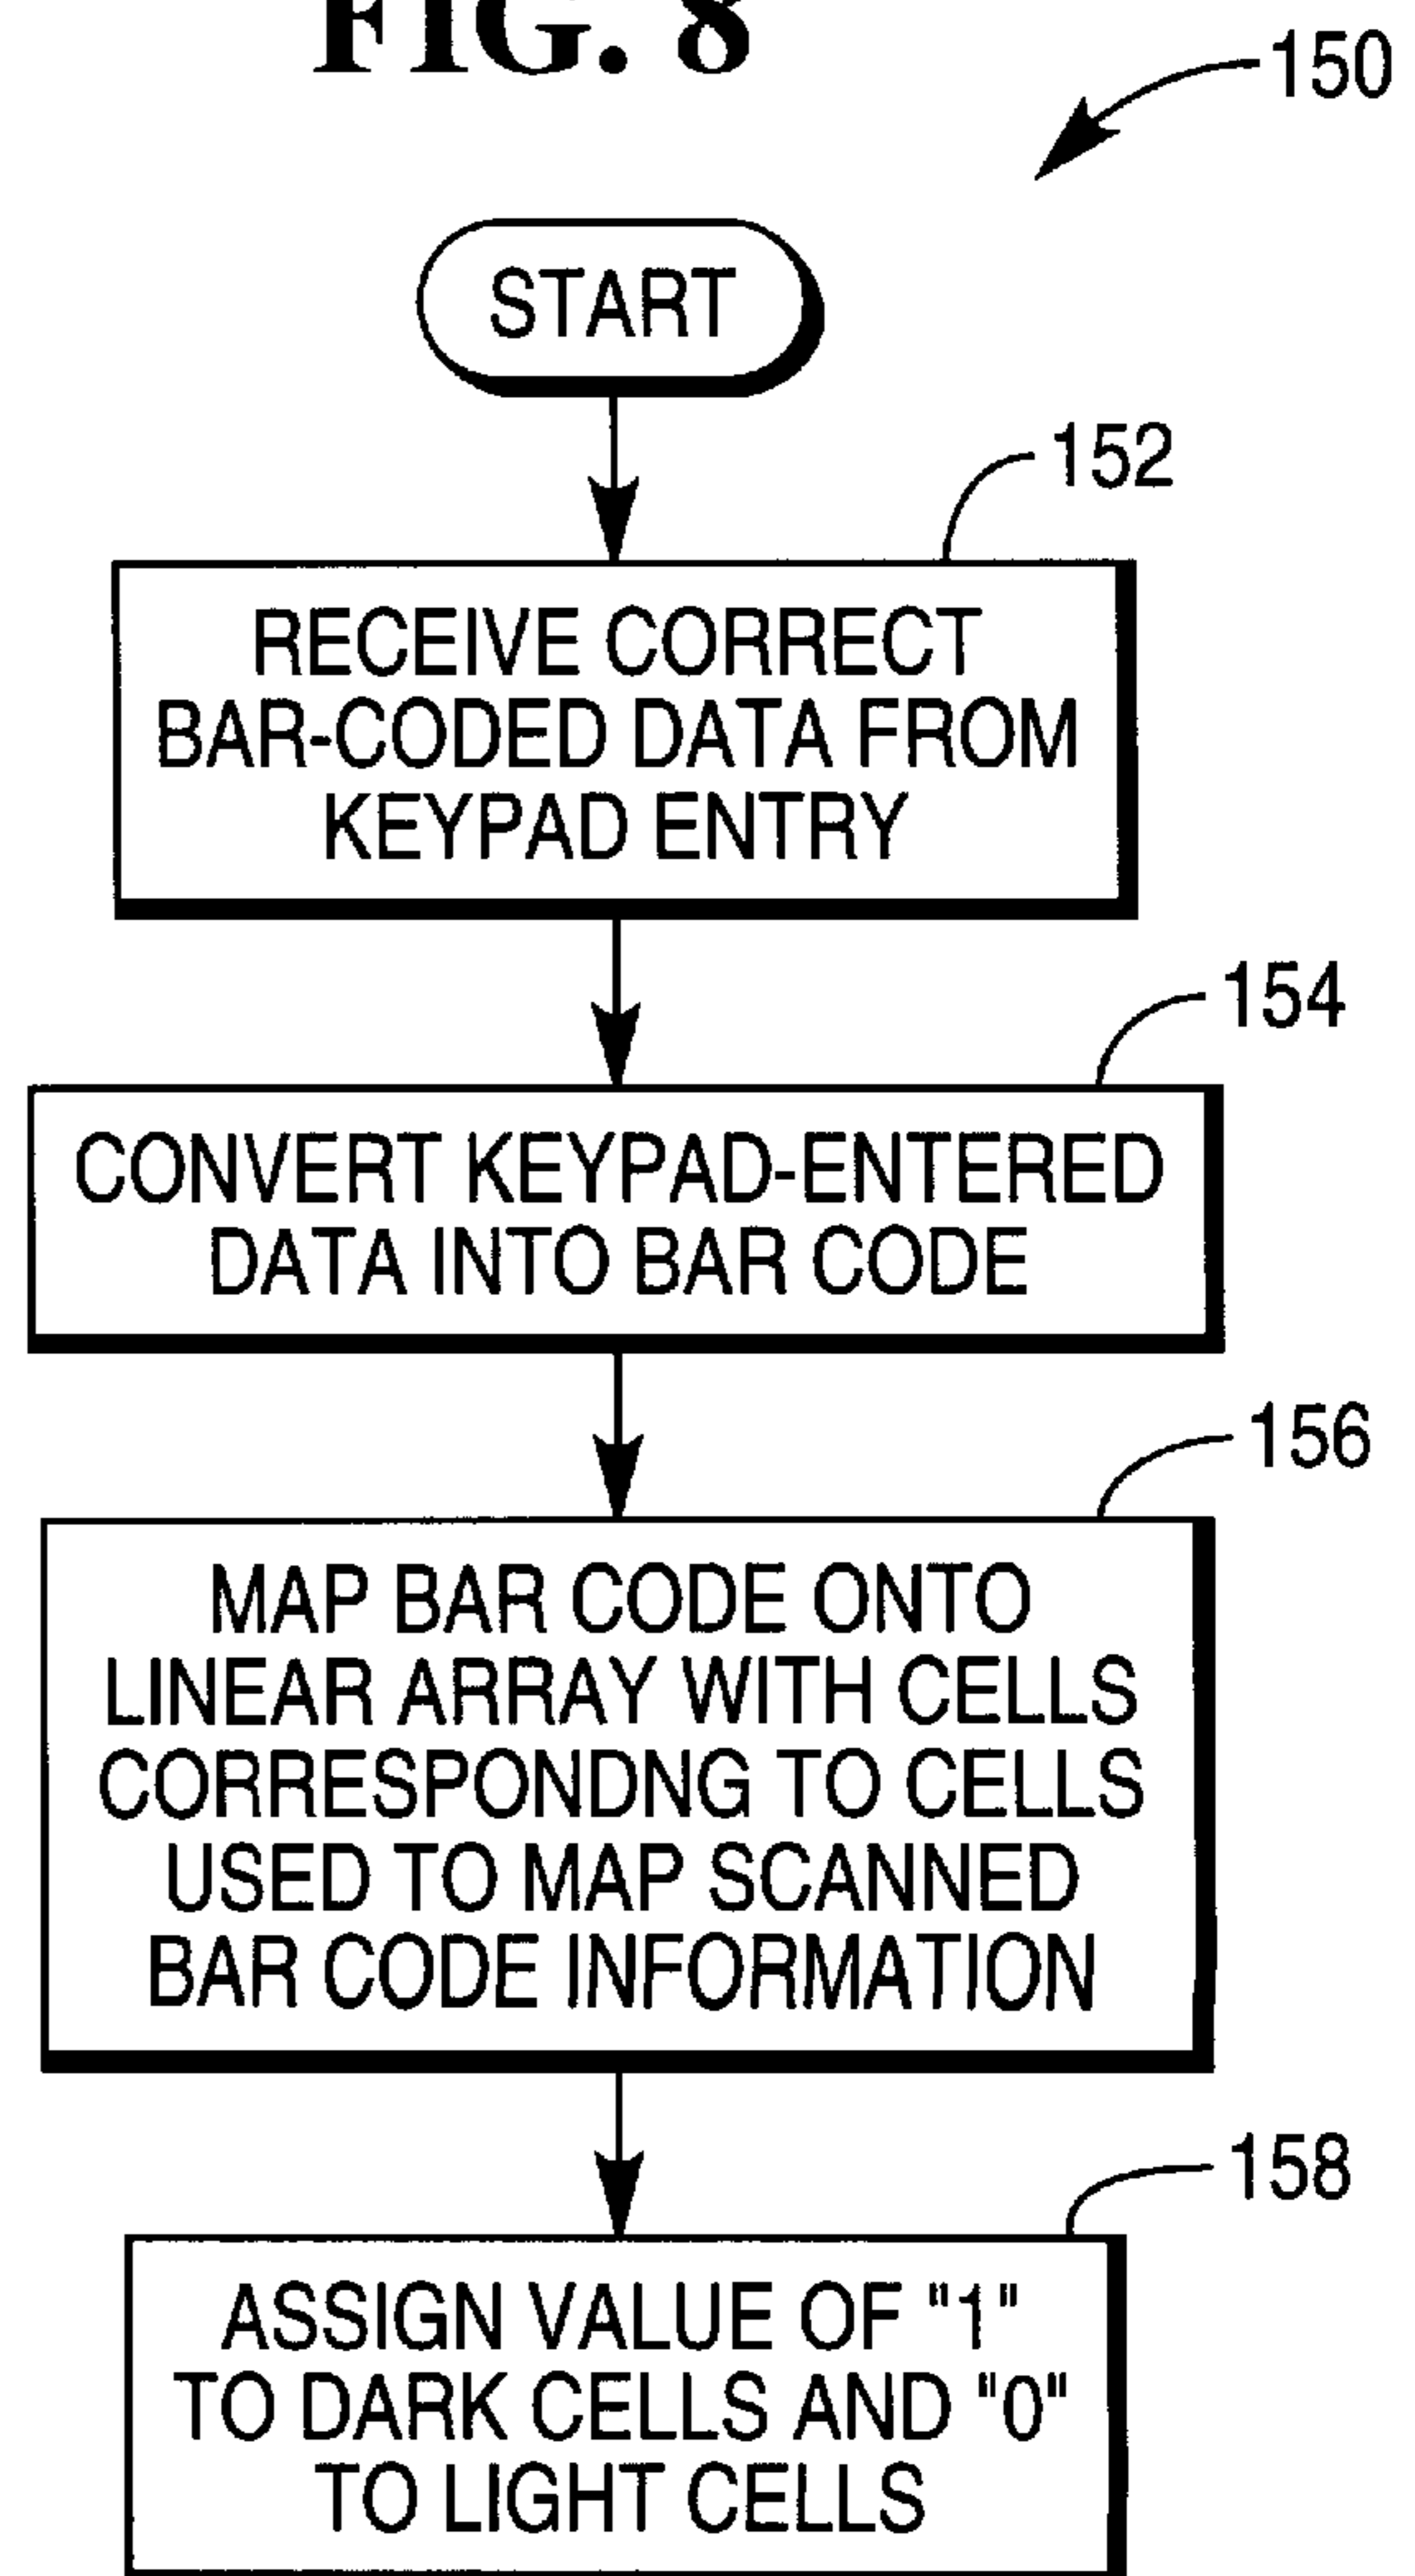 FIG. 8
150
START
152
RECEIVE CORRECT
BAR-CODED DATA FROM
KEYPAD ENTRY
154
CONVERT KEYPAD-ENTERED
DATA INTO BAR CODE
156
MAP BAR CODE ONTO
LINEAR ARRAY WITH CELLS
CORRESPONDNG TO CELLS
USED TO MAP SCANNED
BAR CODE INFORMATION
158
ASSIGN VALUE OF "1"
TO DARK CELLS AND "0"
TO LIGHT CELLS